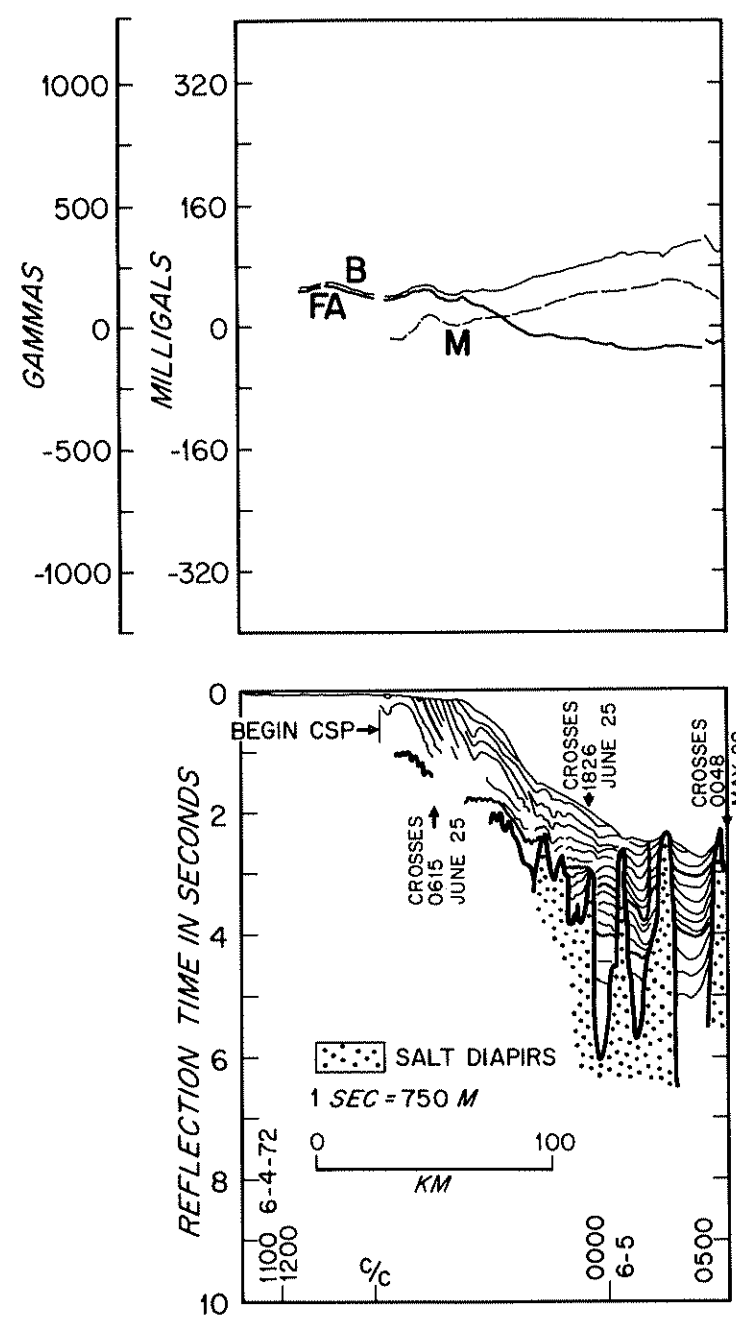 1000
500
0
-500
-1000
GAMMAS
320
160
0
-160
-320
MILLIGALS
B
FA
M
0
2
4
6
8
10
REFLECTION TIME IN SECONDS
BEGIN CSP
CROSSES
0615
JUNE 25
CROSSES
1826
JUNE 25
CROSSES
0048
SALT DIAPIRS
1 SEC = 750 M
0 100
KM
1100 6-4-72
1200
C/C
0000
6-5
0500